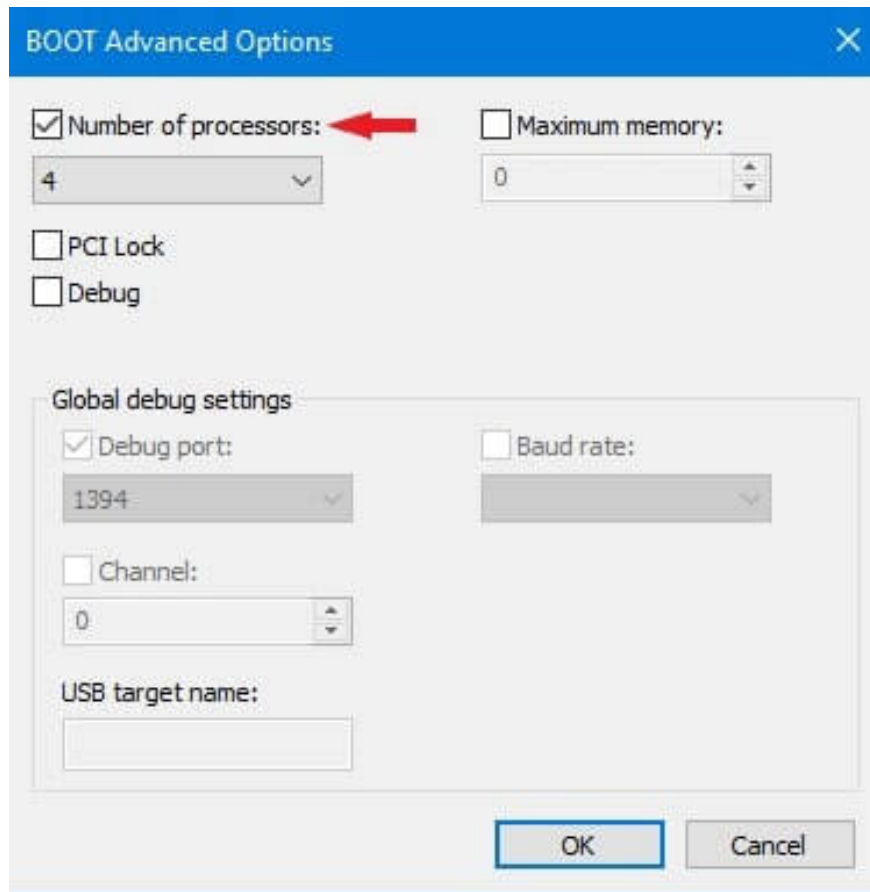 BOOT Advanced Options
Number of processors:
Maximum memory:
4
0
PCI Lock
Debug
Global debug settings
Debug port:
Baud rate:
1394
Channel:
0
USB target name:
OK
Cancel